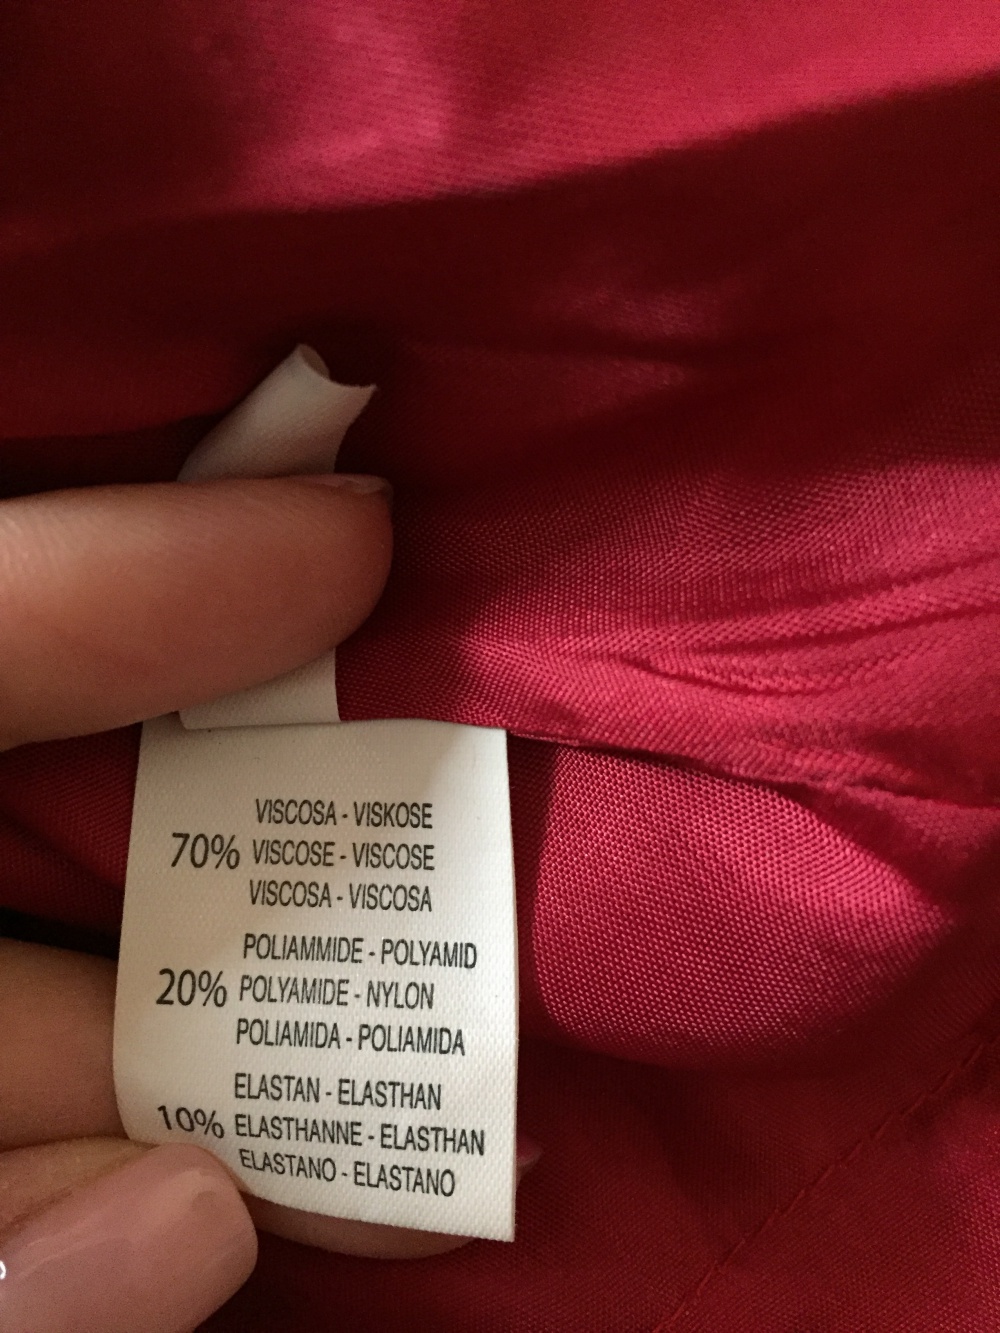 VISCOSA - VISKOSE
70% VISCOSE - VISCOSE
VISCOSA - VISCOSA
POLIAMMIDE - POLYAMID
20% POLYAMIDE - NYLON
POLIAMIDA - POLIAMIDA
ELASTAN - ELASTHAN
10% ELASTHANNE - ELASTHAN
ELASTANO - ELASTANO